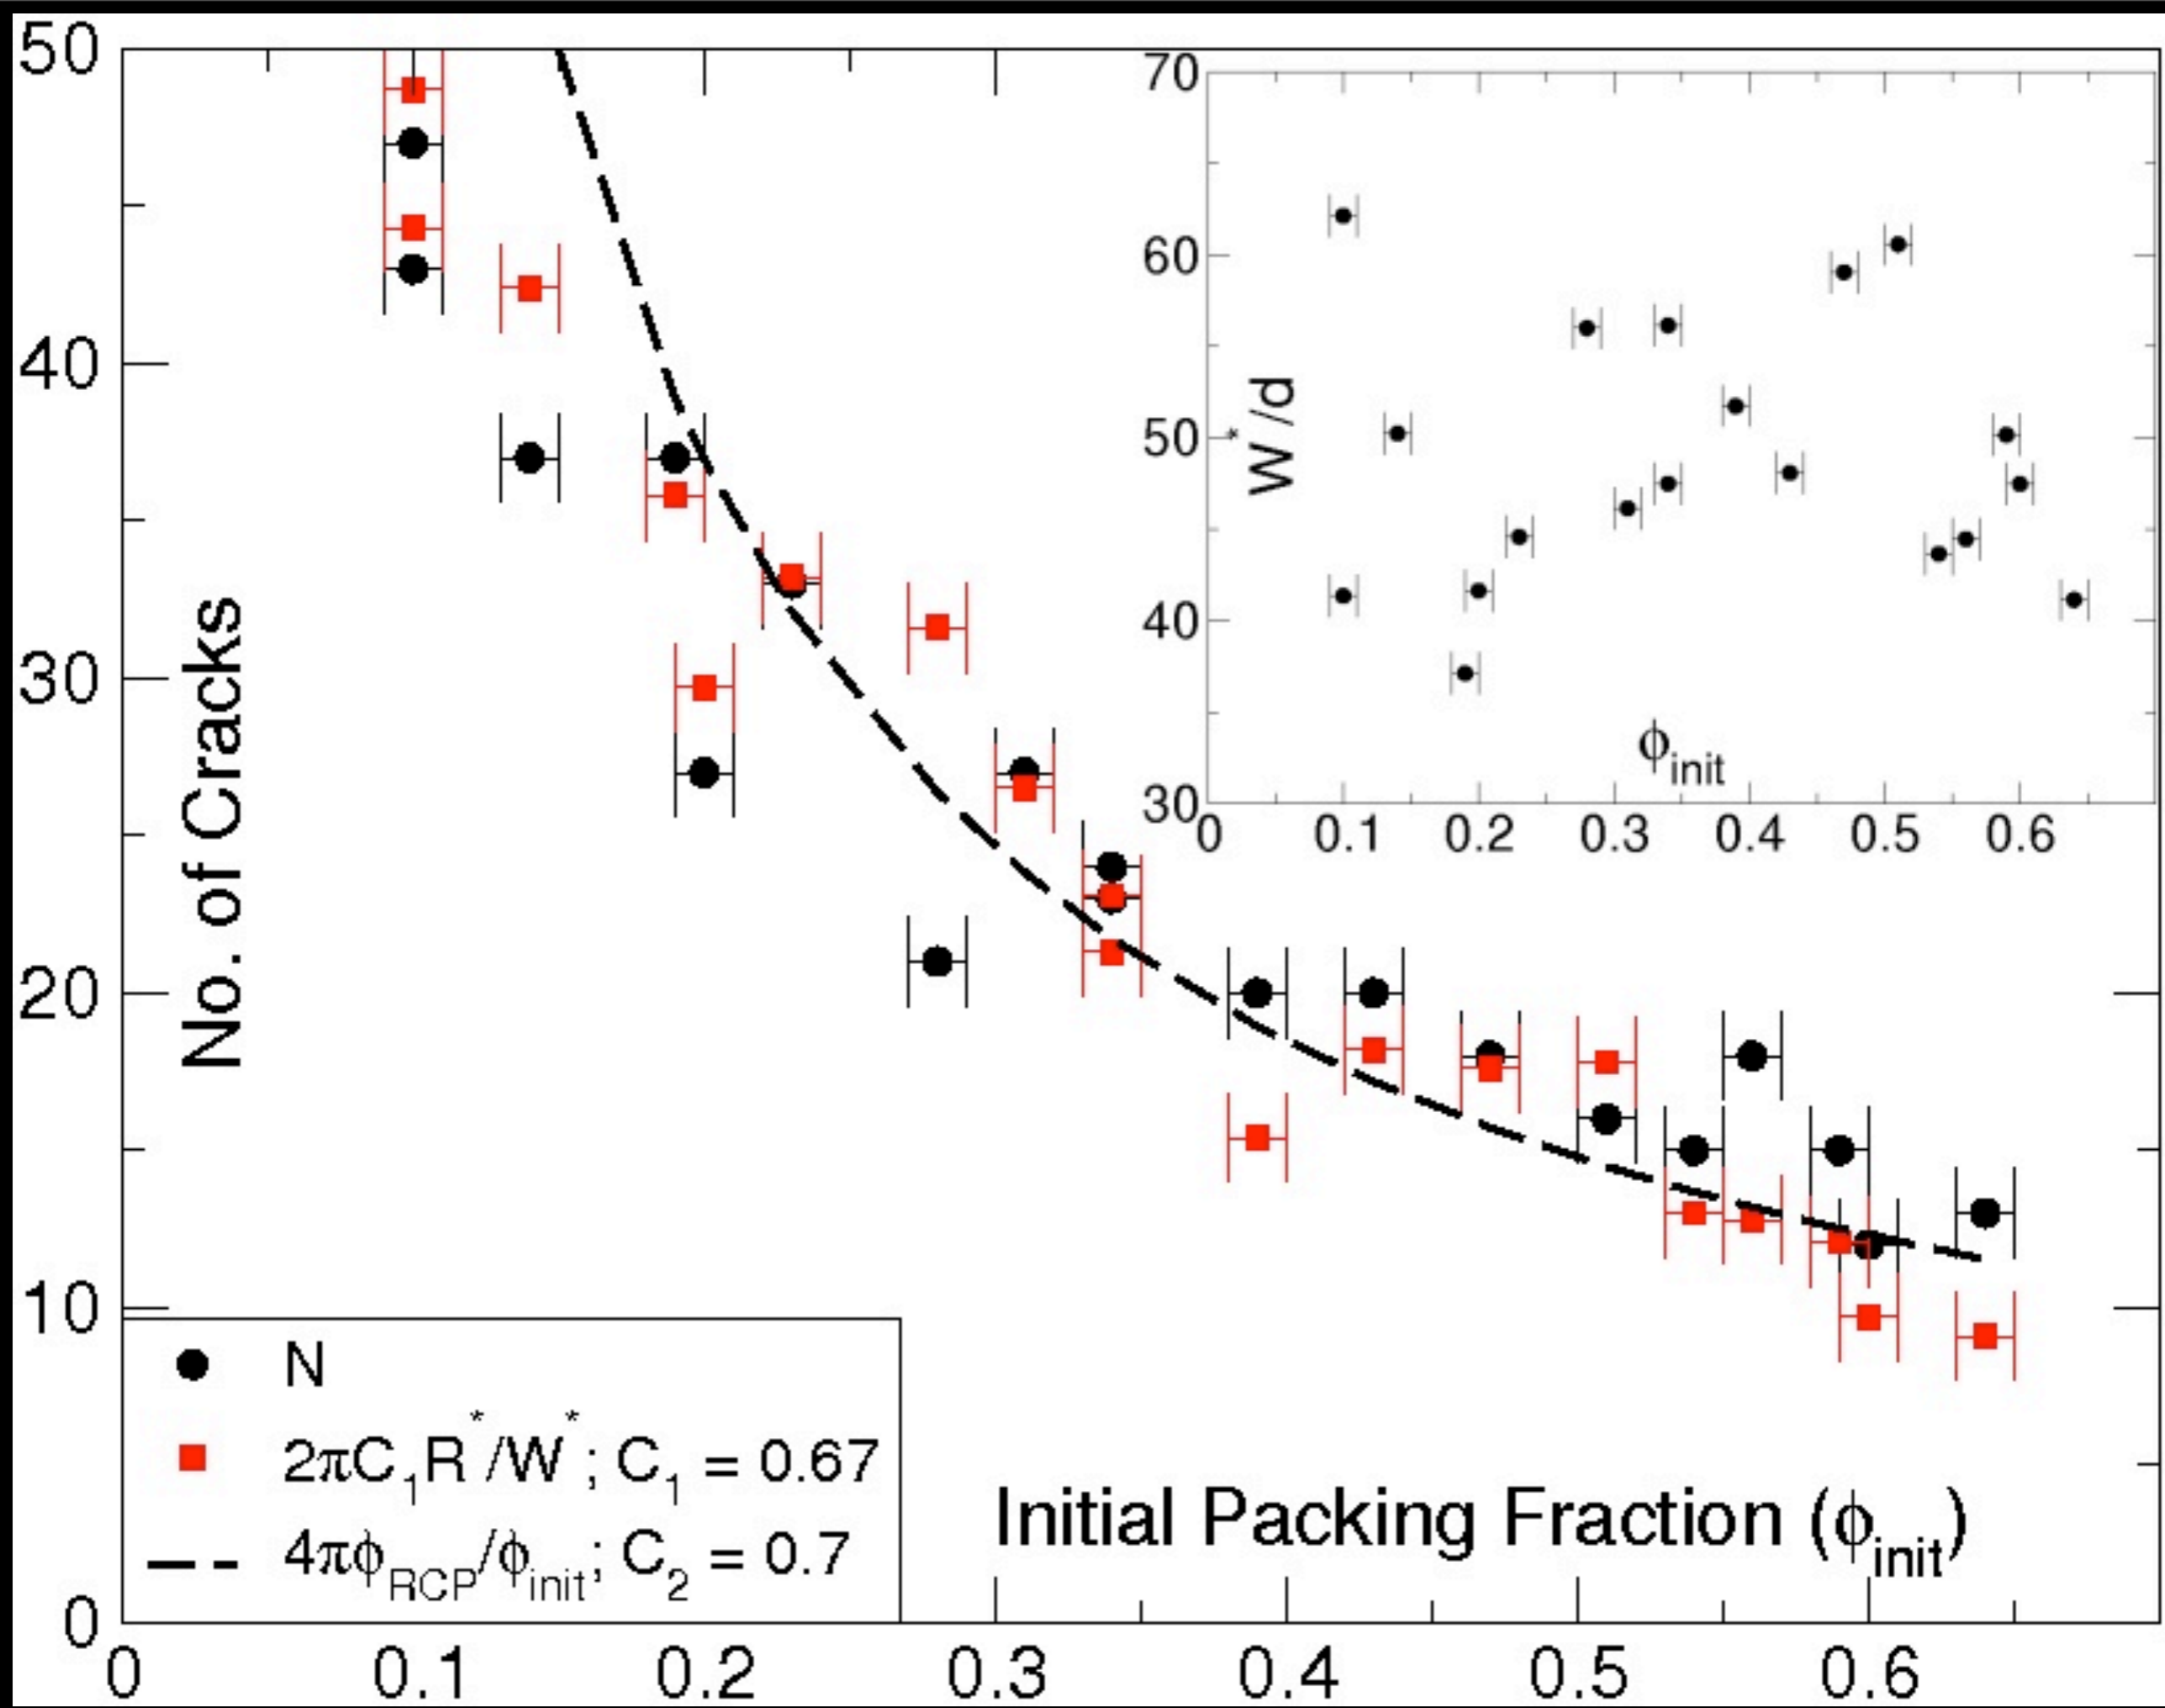 50
40
30
20
10
0
No. of Cracks
0 0.1 0.2 0.3 0.4 0.5 0.6
Initial Packing Fraction (ϕinit)
N
2πC₁R*/W*; C₁ = 0.67
4πϕRCP/ϕinit; C₂ = 0.7
70
60
50
40
30
W*/d
ϕinit
0 0.1 0.2 0.3 0.4 0.5 0.6